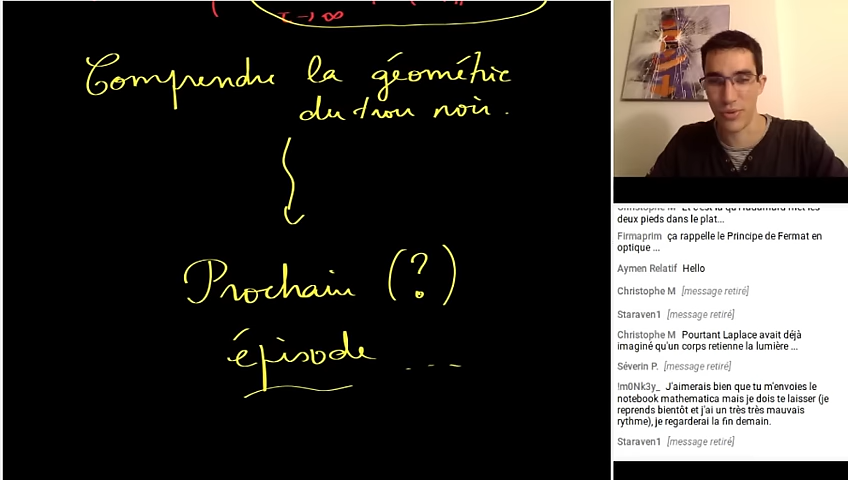 T → ∞
Comprendre la géométrie
du trou noir.
Prochain (?)
épisode ...
deux pieds dans le plat...
Firmaprim ça rappelle le Principe de Fermat en
optique ...
Aymen Relatif Hello
Christophe M [message retiré]
Staraven1 [message retiré]
Christophe M Pourtant Laplace avait déjà
imaginé qu'un corps retienne la lumière ...
Séverin P. [message retiré]
!m0Nk3y_ J'aimerais bien que tu m'envoies le
notebook mathematica mais je dois te laisser (je
reprends bientôt et j'ai un très très mauvais
rythme), je regarderai la fin demain.
Staraven1 [message retiré]